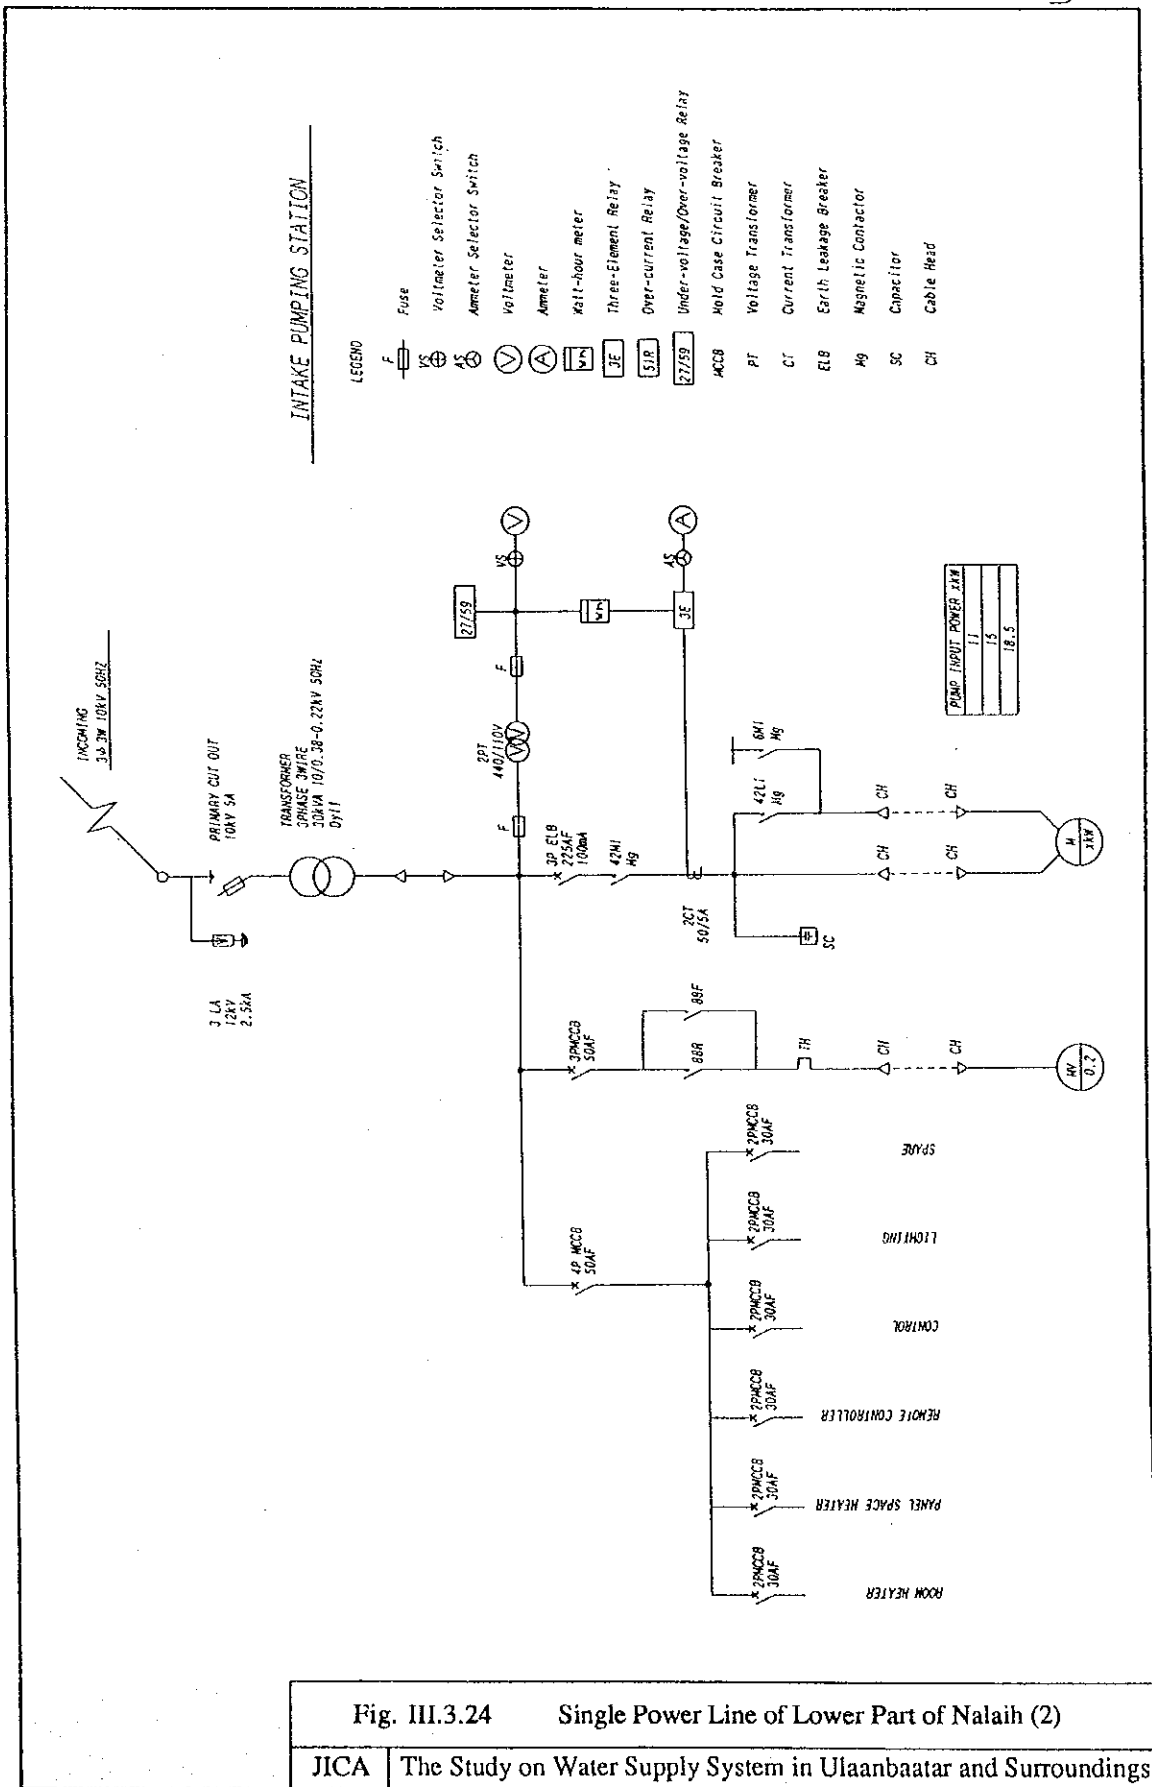 INTAKE PUMPING STATION
LEGEND
F Fuse
VS Voltmeter Selector Switch
AS Ammeter Selector Switch
V Voltmeter
A Ammeter
WH Watt-hour meter
3E Three-Element Relay
51R Over-current Relay
27/59 Under-voltage/Over-voltage Relay
MCCB Mold Case Circuit Breaker
PT Voltage Transformer
CT Current Transformer
ELB Earth Leakage Breaker
Mg Magnetic Contactor
SC Capacitor
CH Cable Head
INCOMING
3φ 3W 10KV 50HZ
PRIMARY CUT OUT
10KV 5A
3 LA
12kV
2.5kA
TRANSFORMER
3PHASE 3WIRE
30kVA 10/0.38-0.22kV 50HZ
Dy11
2PT
440/110V
F
F
27/59
VS
V
WH
3E
AS
A
3P ELB
225AF
100mA
42M1
Mg
2CT
50/5A
42L1
Mg
6M1
Mg
SC
CH
CH
CH
CH
M
xkW
PUMP INPUT POWER xkW
11
15
18.5
3PMCCB
50AF
88R
88F
TH
CH
CH
MV
0.2
4P MCCB
50AF
2PMCCB
30AF
SPARE
2PMCCB
30AF
LIGHTING
2PMCCB
30AF
CONTROL
2PMCCB
30AF
REMOTE CONTROLLER
2PMCCB
30AF
PANEL SPACE HEATER
2PMCCB
30AF
ROOM HEATER
Fig. III.3.24 Single Power Line of Lower Part of Nalaih (2)
JICA The Study on Water Supply System in Ulaanbaatar and Surroundings